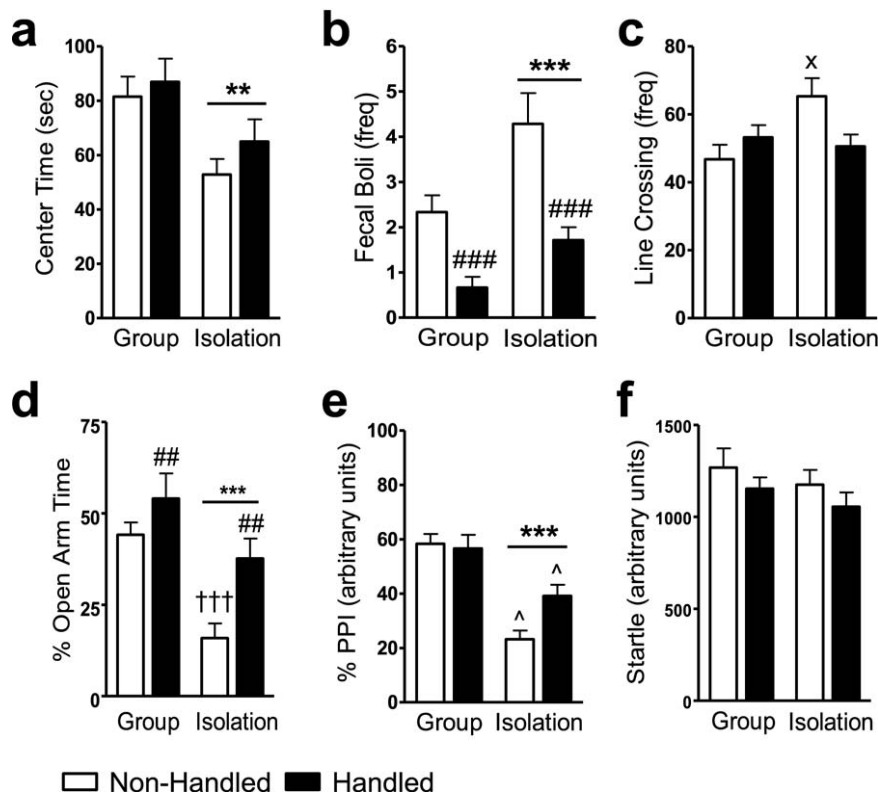 a
Center Time (sec)
100
80
60
40
20
0
**
Group Isolation
b
Fecal Boli (freq)
6
5
4
3
2
1
0
###
***
###
Group Isolation
c
Line Crossing (freq)
80
60
40
20
0
x
Group Isolation
d
% Open Arm Time
75
50
25
0
##
***
##
†††
Group Isolation
e
% PPI (arbitrary units)
100
80
60
40
20
0
***
^
^
Group Isolation
f
Startle (arbitrary units)
1500
1000
500
0
Group Isolation
Non-Handled Handled